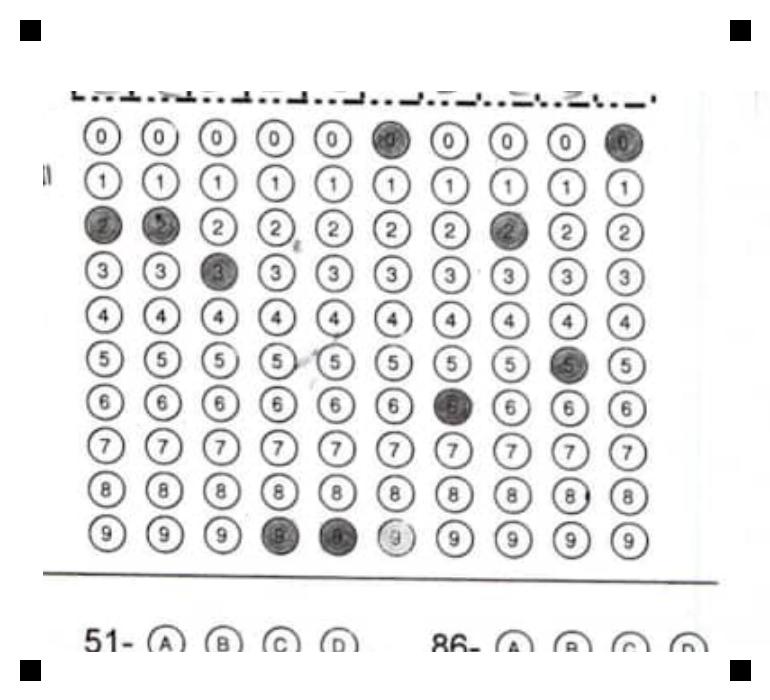 0 0 0 0 0 0 0 0 0 0
1 1 1 1 1 1 1 1 1 1
2 2 2 2 2 2 2 2 2 2
3 3 3 3 3 3 3 3 3 3
4 4 4 4 4 4 4 4 4 4
5 5 5 5 5 5 5 5 5 5
6 6 6 6 6 6 6 6 6 6
7 7 7 7 7 7 7 7 7 7
8 8 8 8 8 8 8 8 8 8
9 9 9 9 9 9 9 9 9 9
51- A B C D 86- A B C D